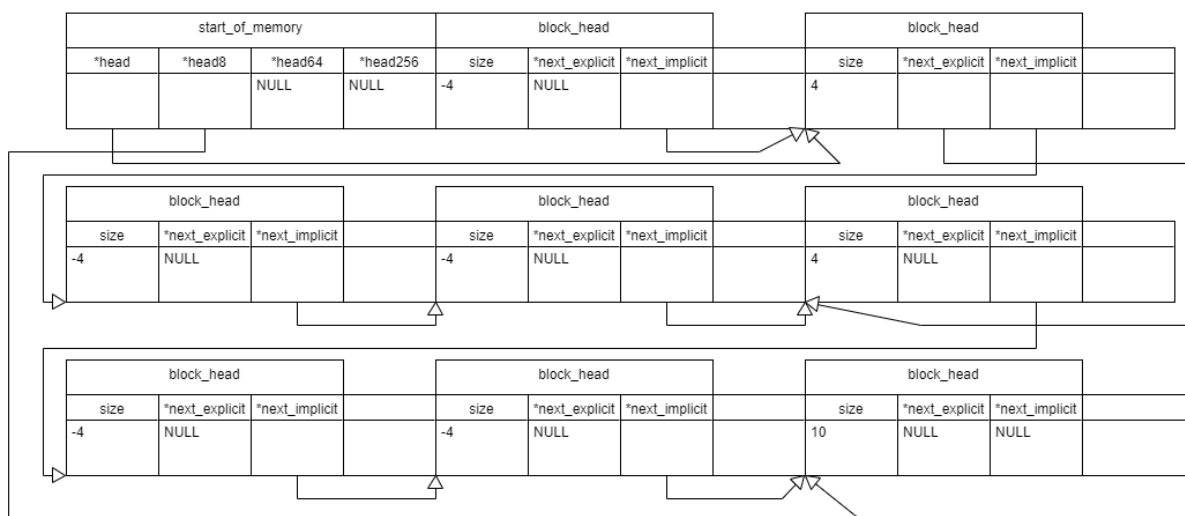 start_of_memory block_head block_head
*head *head8 *head64 *head256 size *next_explicit *next_implicit size *next_explicit *next_implicit
NULL NULL -4 NULL 4
block_head block_head block_head
size *next_explicit *next_implicit size *next_explicit *next_implicit size *next_explicit *next_implicit
-4 NULL -4 NULL 4 NULL
block_head block_head block_head
size *next_explicit *next_implicit size *next_explicit *next_implicit size *next_explicit *next_implicit
-4 NULL -4 NULL 10 NULL NULL